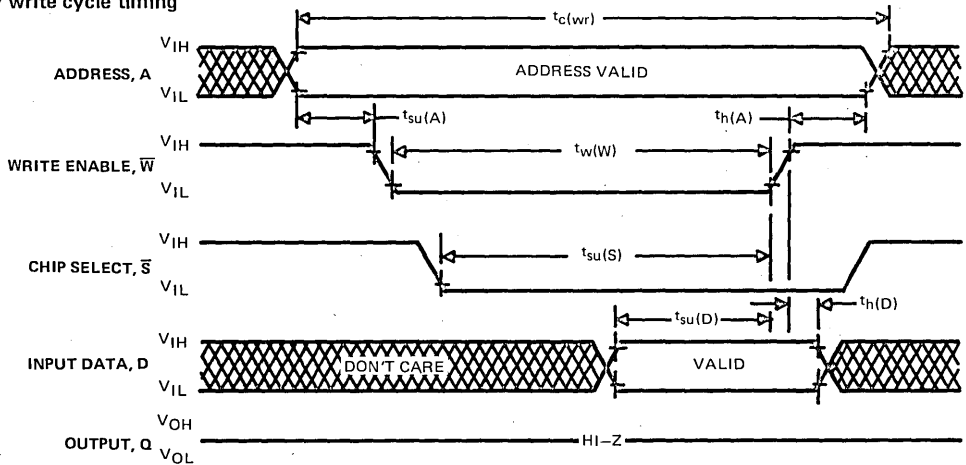 write cycle timing
tc(wr)
VIH
ADDRESS, A
ADDRESS VALID
VIL
tsu(A)
th(A)
VIH
WRITE ENABLE, W̅
tw(W)
VIL
VIH
CHIP SELECT, S̅
tsu(S)
VIL
th(D)
tsu(D)
VIH
INPUT DATA, D
DON'T CARE
VALID
VIL
VOH
OUTPUT, Q
HI–Z
VOL